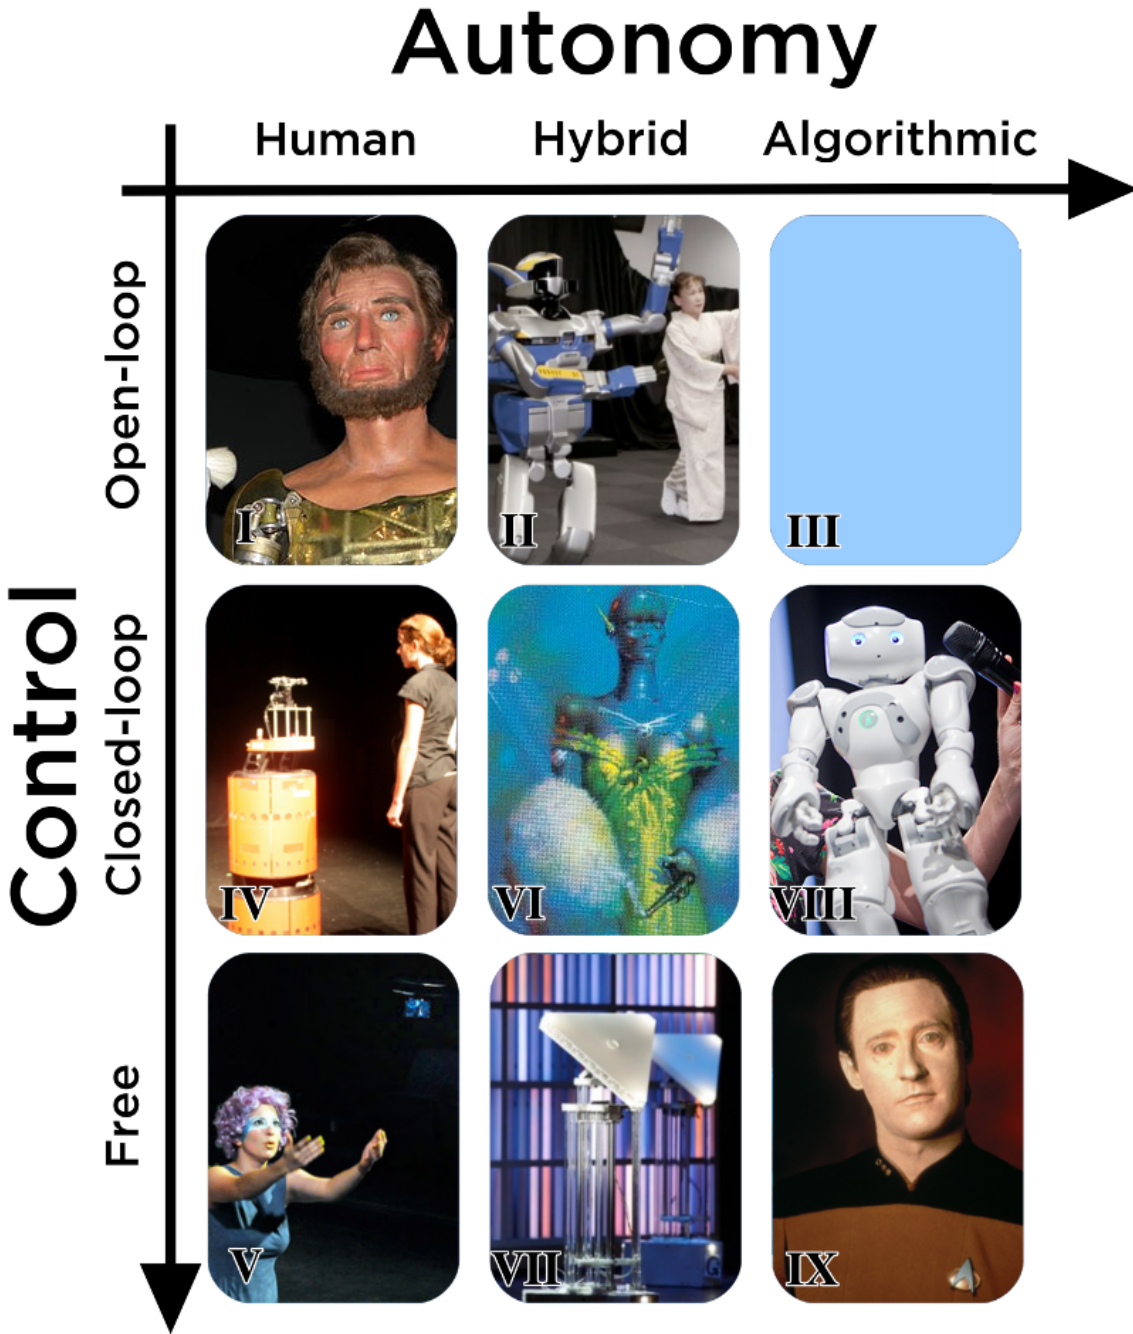 Autonomy
Human Hybrid Algorithmic
Control
Open-loop
I II III
Closed-loop
IV VI VIII
Free
V VII IX